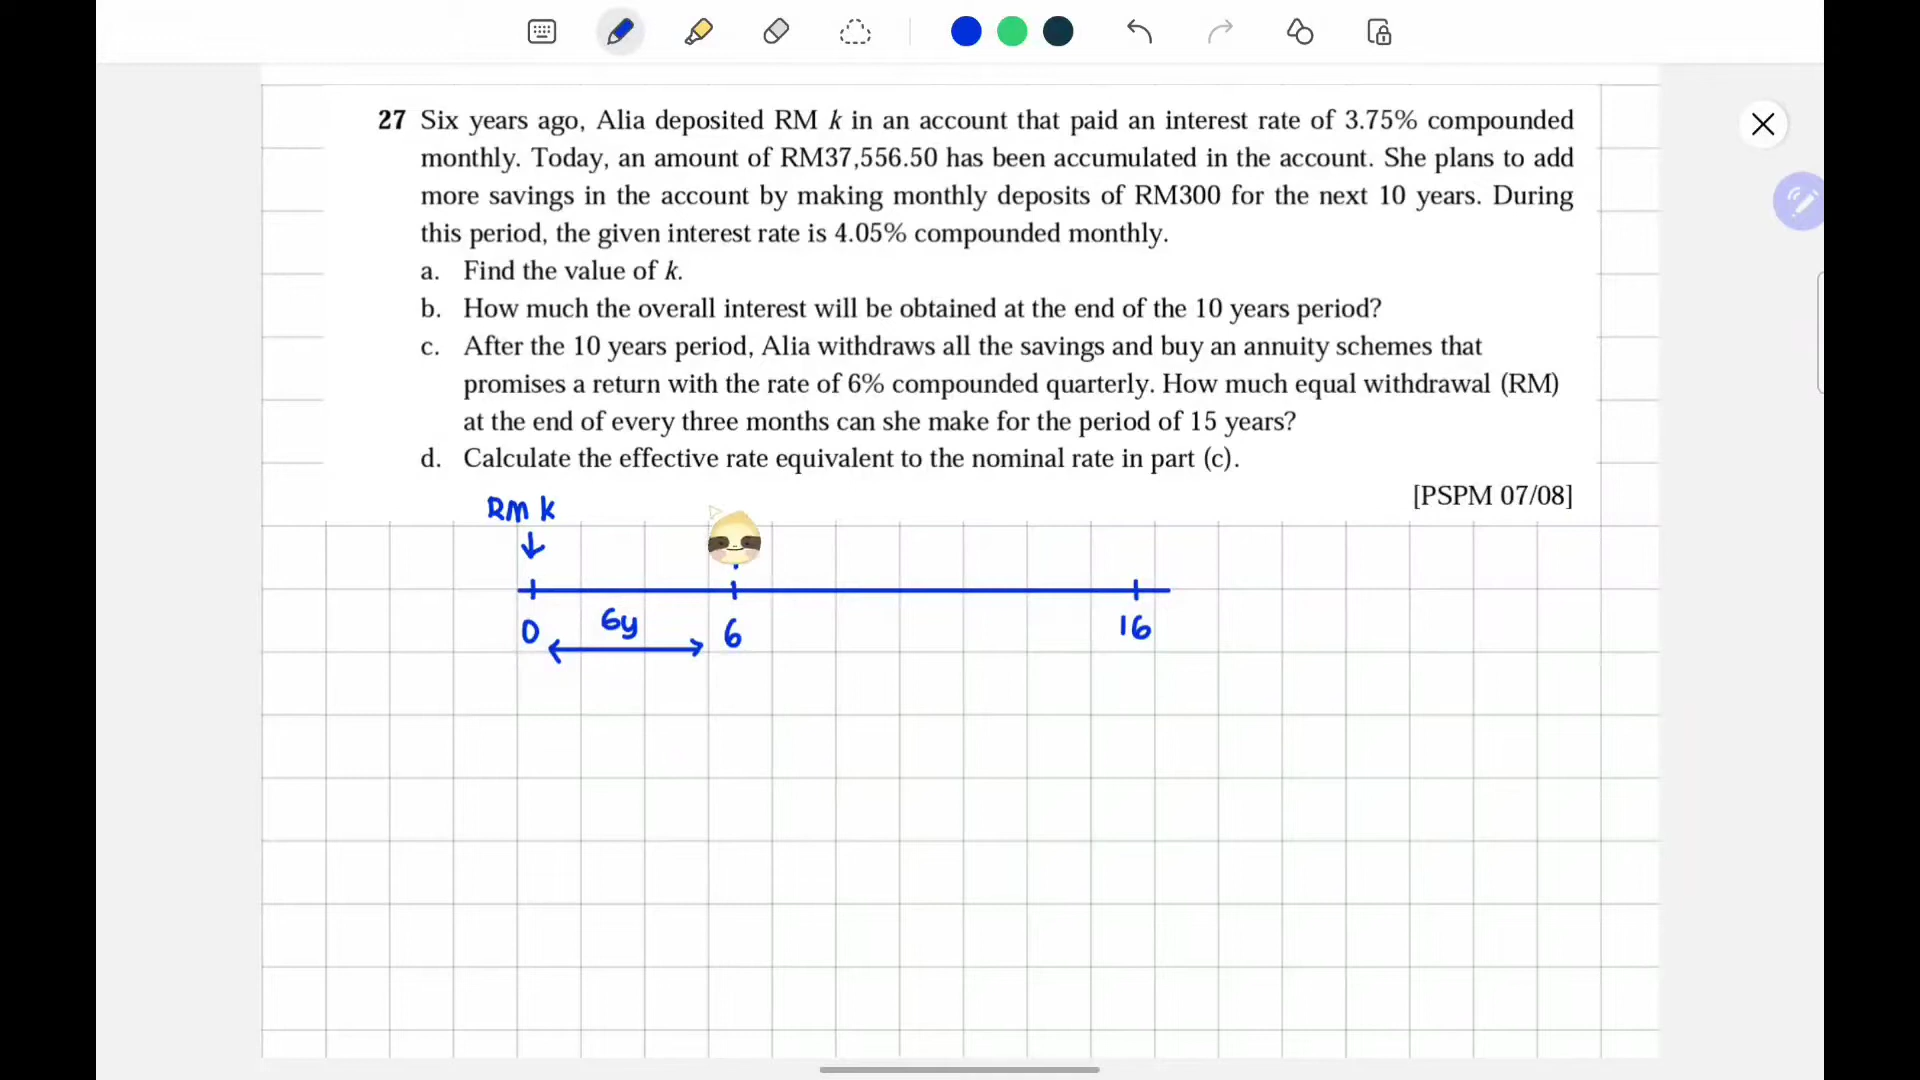 27 Six years ago, Alia deposited RM k in an account that paid an interest rate of 3.75% compounded
monthly. Today, an amount of RM37,556.50 has been accumulated in the account. She plans to add
more savings in the account by making monthly deposits of RM300 for the next 10 years. During
this period, the given interest rate is 4.05% compounded monthly.
a. Find the value of k.
b. How much the overall interest will be obtained at the end of the 10 years period?
c. After the 10 years period, Alia withdraws all the savings and buy an annuity schemes that
promises a return with the rate of 6% compounded quarterly. How much equal withdrawal (RM)
at the end of every three months can she make for the period of 15 years?
d. Calculate the effective rate equivalent to the nominal rate in part (c).
[PSPM 07/08]
RM k
0 6y 6 16